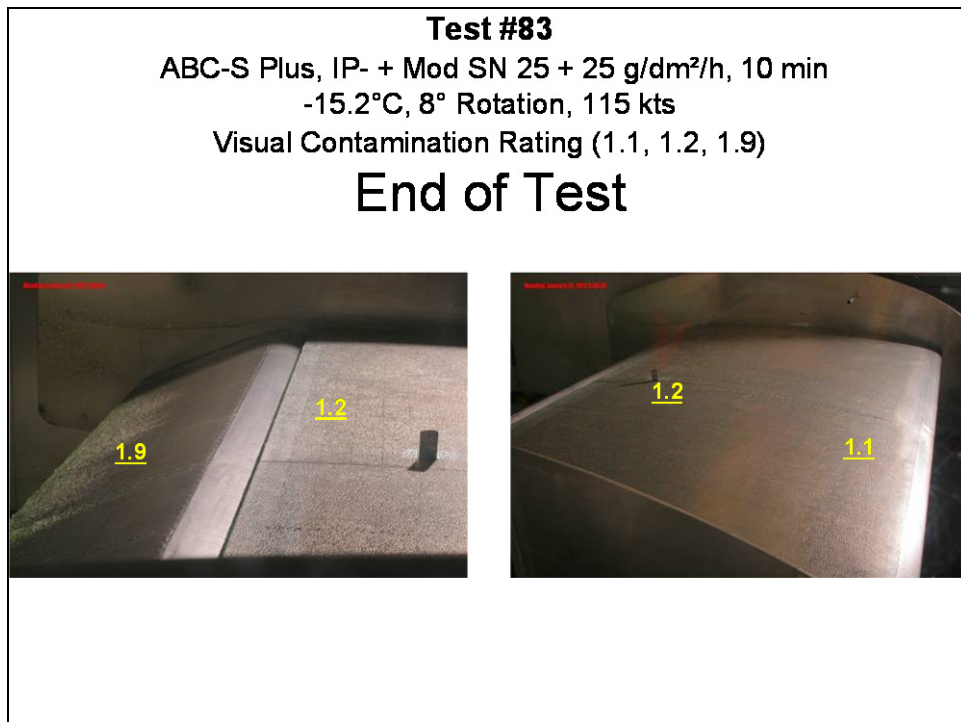 Test #83
ABC-S Plus, IP- + Mod SN 25 + 25 g/dm²/h, 10 min
-15.2°C, 8° Rotation, 115 kts
Visual Contamination Rating (1.1, 1.2, 1.9)
End of Test
1.2
1.9
1.2
1.1